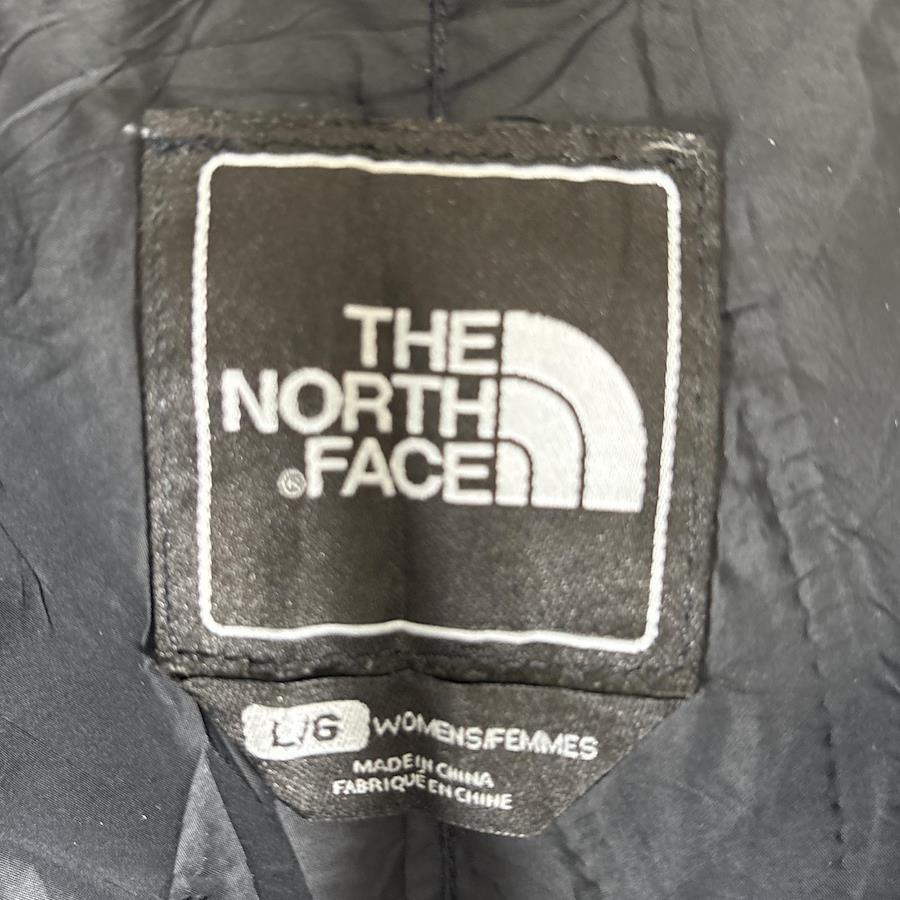 THE
NORTH
®FACE
L/G WOMENS/FEMMES
MADE IN CHINA
FABRIQUÉ EN CHINE